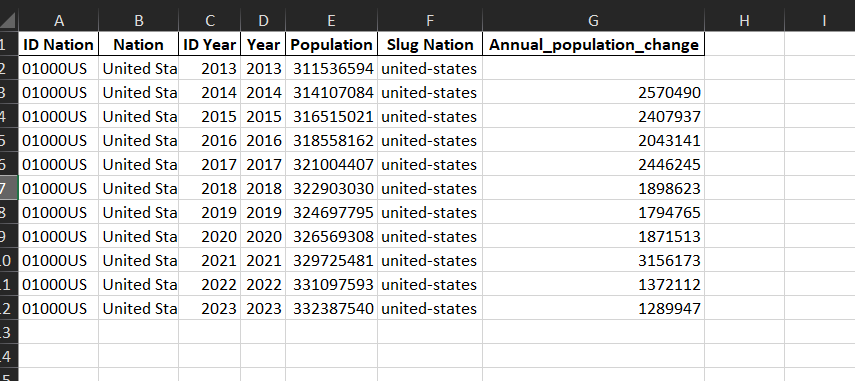 A B C D E F G H I
1 ID Nation Nation ID Year Year Population Slug Nation Annual_population_change
2 01000US United Sta 2013 2013 311536594 united-states
3 01000US United Sta 2014 2014 314107084 united-states 2570490
4 01000US United Sta 2015 2015 316515021 united-states 2407937
5 01000US United Sta 2016 2016 318558162 united-states 2043141
6 01000US United Sta 2017 2017 321004407 united-states 2446245
7 01000US United Sta 2018 2018 322903030 united-states 1898623
8 01000US United Sta 2019 2019 324697795 united-states 1794765
9 01000US United Sta 2020 2020 326569308 united-states 1871513
0 01000US United Sta 2021 2021 329725481 united-states 3156173
1 01000US United Sta 2022 2022 331097593 united-states 1372112
2 01000US United Sta 2023 2023 332387540 united-states 1289947
3
4
5